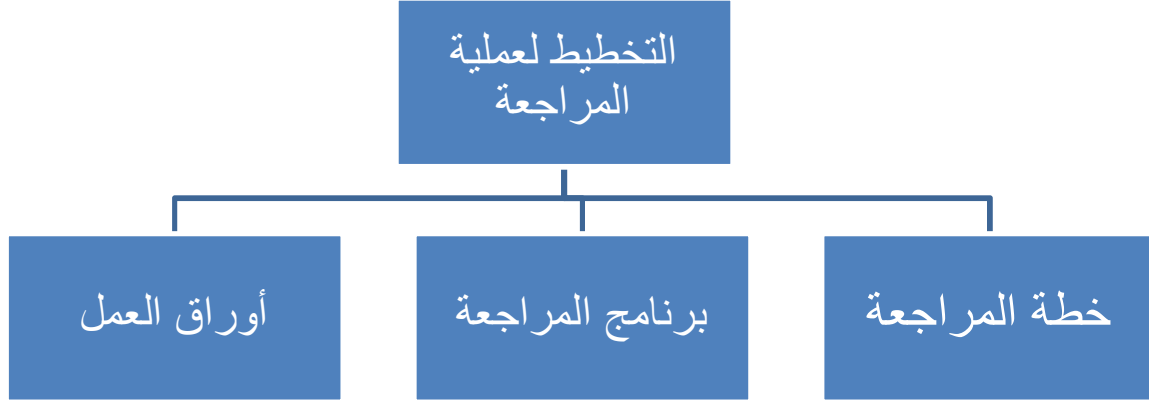 التخطيط لعملية
المراجعة
خطة المراجعة
برنامج المراجعة
أوراق العمل